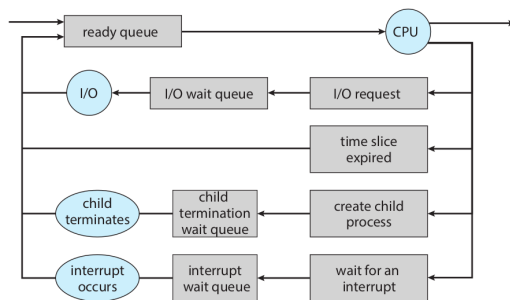 ready queue
CPU
I/O
I/O wait queue
I/O request
time slice
expired
child
terminates
child
termination
wait queue
create child
process
interrupt
occurs
interrupt
wait queue
wait for an
interrupt